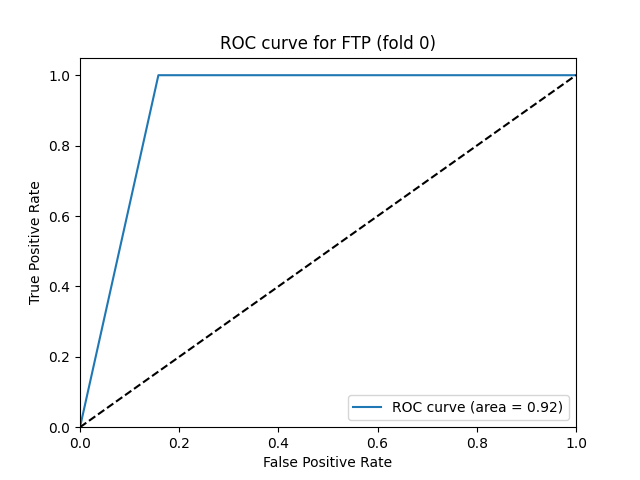 ROC curve for FTP (fold 0)
True Positive Rate
1.0
0.8
0.6
0.4
0.2
0.0
0.0 0.2 0.4 0.6 0.8 1.0
False Positive Rate
ROC curve (area = 0.92)